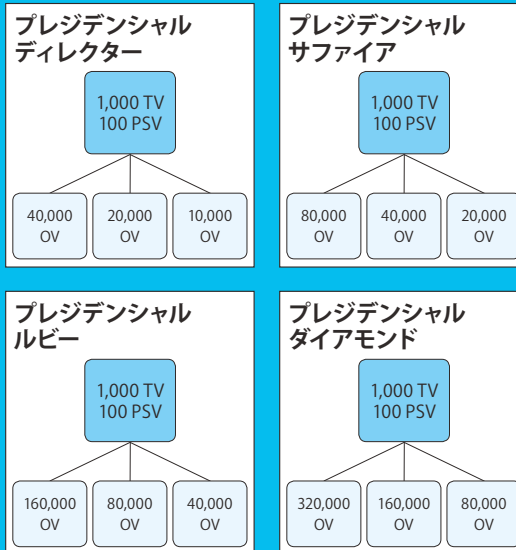 プレジデンシャル
ディレクター
1,000 TV
100 PSV
40,000
OV
20,000
OV
10,000
OV
プレジデンシャル
サファイア
1,000 TV
100 PSV
80,000
OV
40,000
OV
20,000
OV
プレジデンシャル
ルビー
1,000 TV
100 PSV
160,000
OV
80,000
OV
40,000
OV
プレジデンシャル
ダイアモンド
1,000 TV
100 PSV
320,000
OV
160,000
OV
80,000
OV